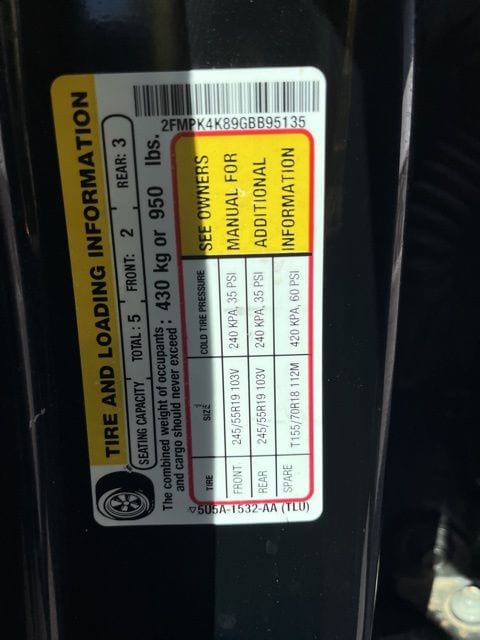 TIRE AND LOADING INFORMATION
SEATING CAPACITY TOTAL: 5 FRONT: 2 REAR: 3
The combined weight of occupants
and cargo should never exceed : 430 kg or 950 lbs.
2FMPK4K89GBB95135
TIRE SIZE COLD TIRE PRESSURE SEE OWNERS
FRONT 245/55R19 103V 240 KPA, 35 PSI MANUAL FOR
REAR 245/55R19 103V 240 KPA, 35 PSI ADDITIONAL
SPARE T155/70R18 112M 420 KPA, 60 PSI INFORMATION
▽5U5A-1532-AA (TLU)